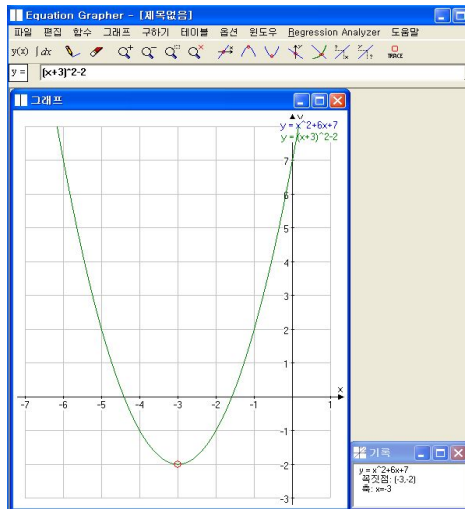 Equation Grapher - [제목없음]
파일 편집 함수 그래프 구하기 테이블 옵션 윈도우 Regression Analyzer 도움말
y(x) ∫dx TRACE
y = (x+3)^2-2
그래프
y
y = x^2+6x+7
y = (x+3)^2-2
7
6
5
4
3
2
1
x
-7 -6 -5 -4 -3 -2 -1 1
-1
-2
-3
기록
y = x^2+6x+7
꼭짓점: (-3,-2)
축: x=-3